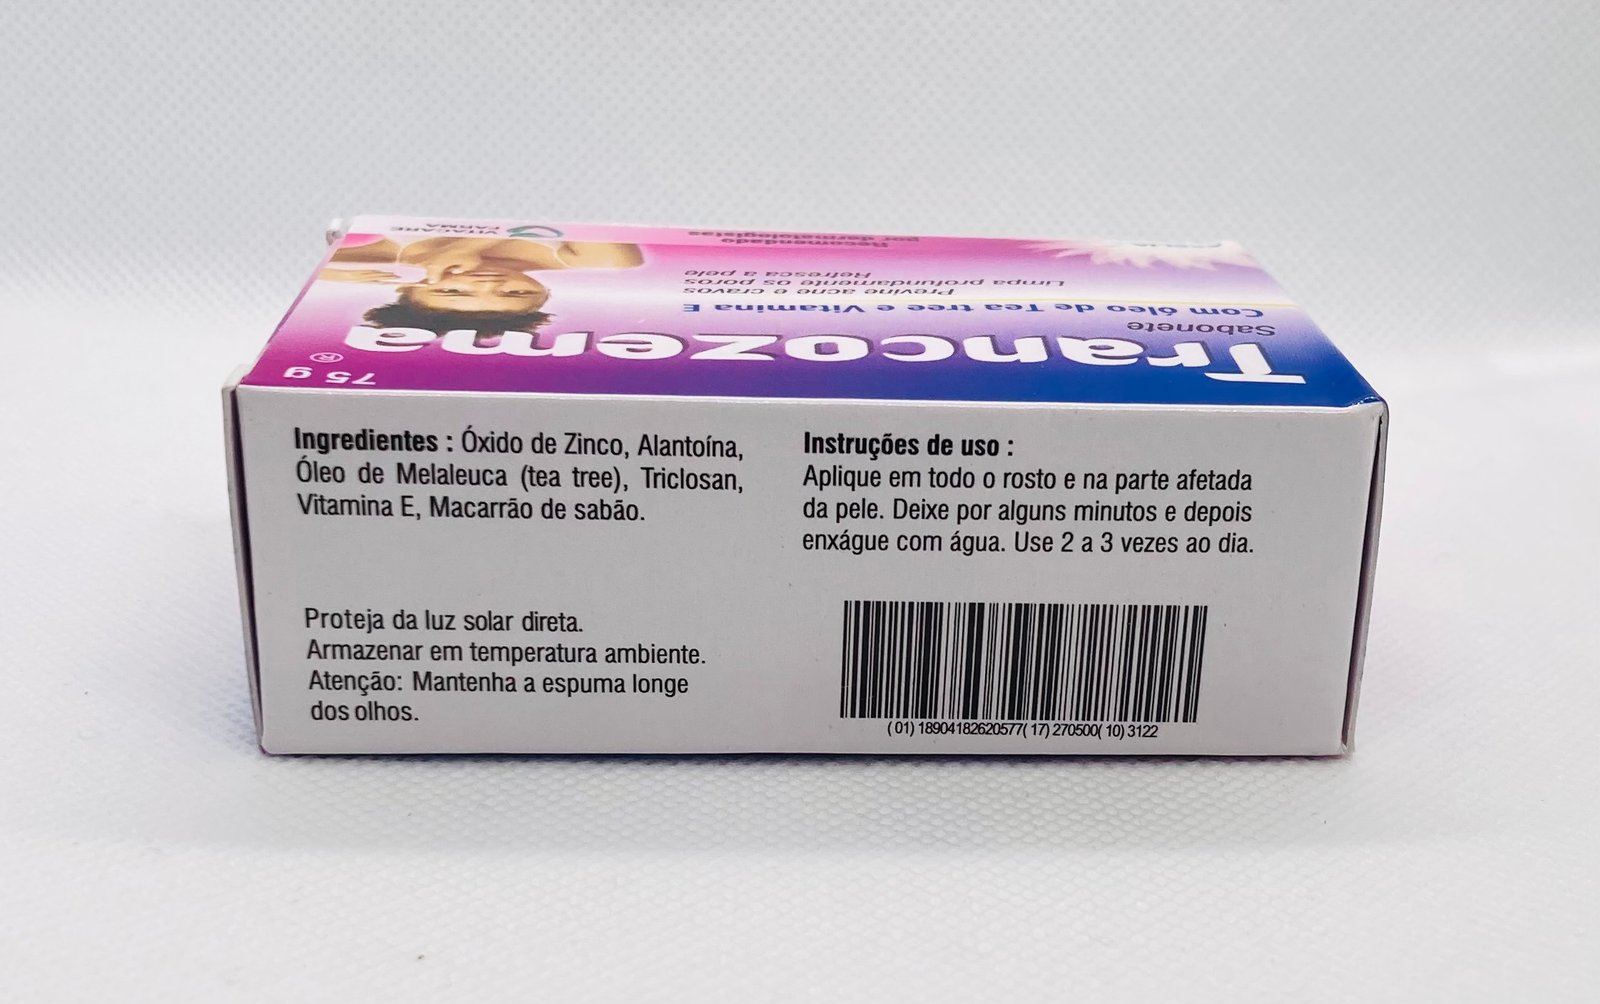 75 g
Trancozema®
Sabonete
Com óleo de Tea tree e Vitamina E
Previne acne e cravos
Limpa profundamente os poros
Refresca a pele
Recomendado
por dermatologistas
VITACARE
FARMA
Ingredientes : Óxido de Zinco, Alantoína,
Óleo de Melaleuca (tea tree), Triclosan,
Vitamina E, Macarrão de sabão.
Instruções de uso :
Aplique em todo o rosto e na parte afetada
da pele. Deixe por alguns minutos e depois
enxágue com água. Use 2 a 3 vezes ao dia.
Proteja da luz solar direta.
Armazenar em temperatura ambiente.
Atenção: Mantenha a espuma longe
dos olhos.
( 01) 18904182620577( 17) 270500( 10) 3122